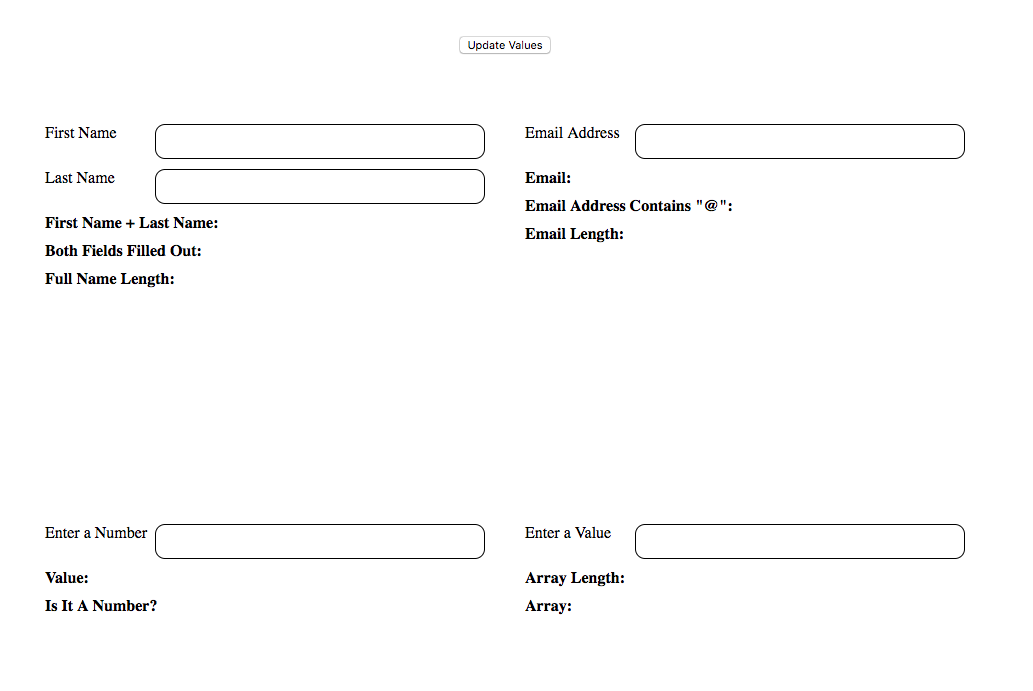 Update Values
First Name
Last Name
First Name + Last Name:
Both Fields Filled Out:
Full Name Length:
Email Address
Email:
Email Address Contains "@":
Email Length:
Enter a Number
Value:
Is It A Number?
Enter a Value
Array Length:
Array: